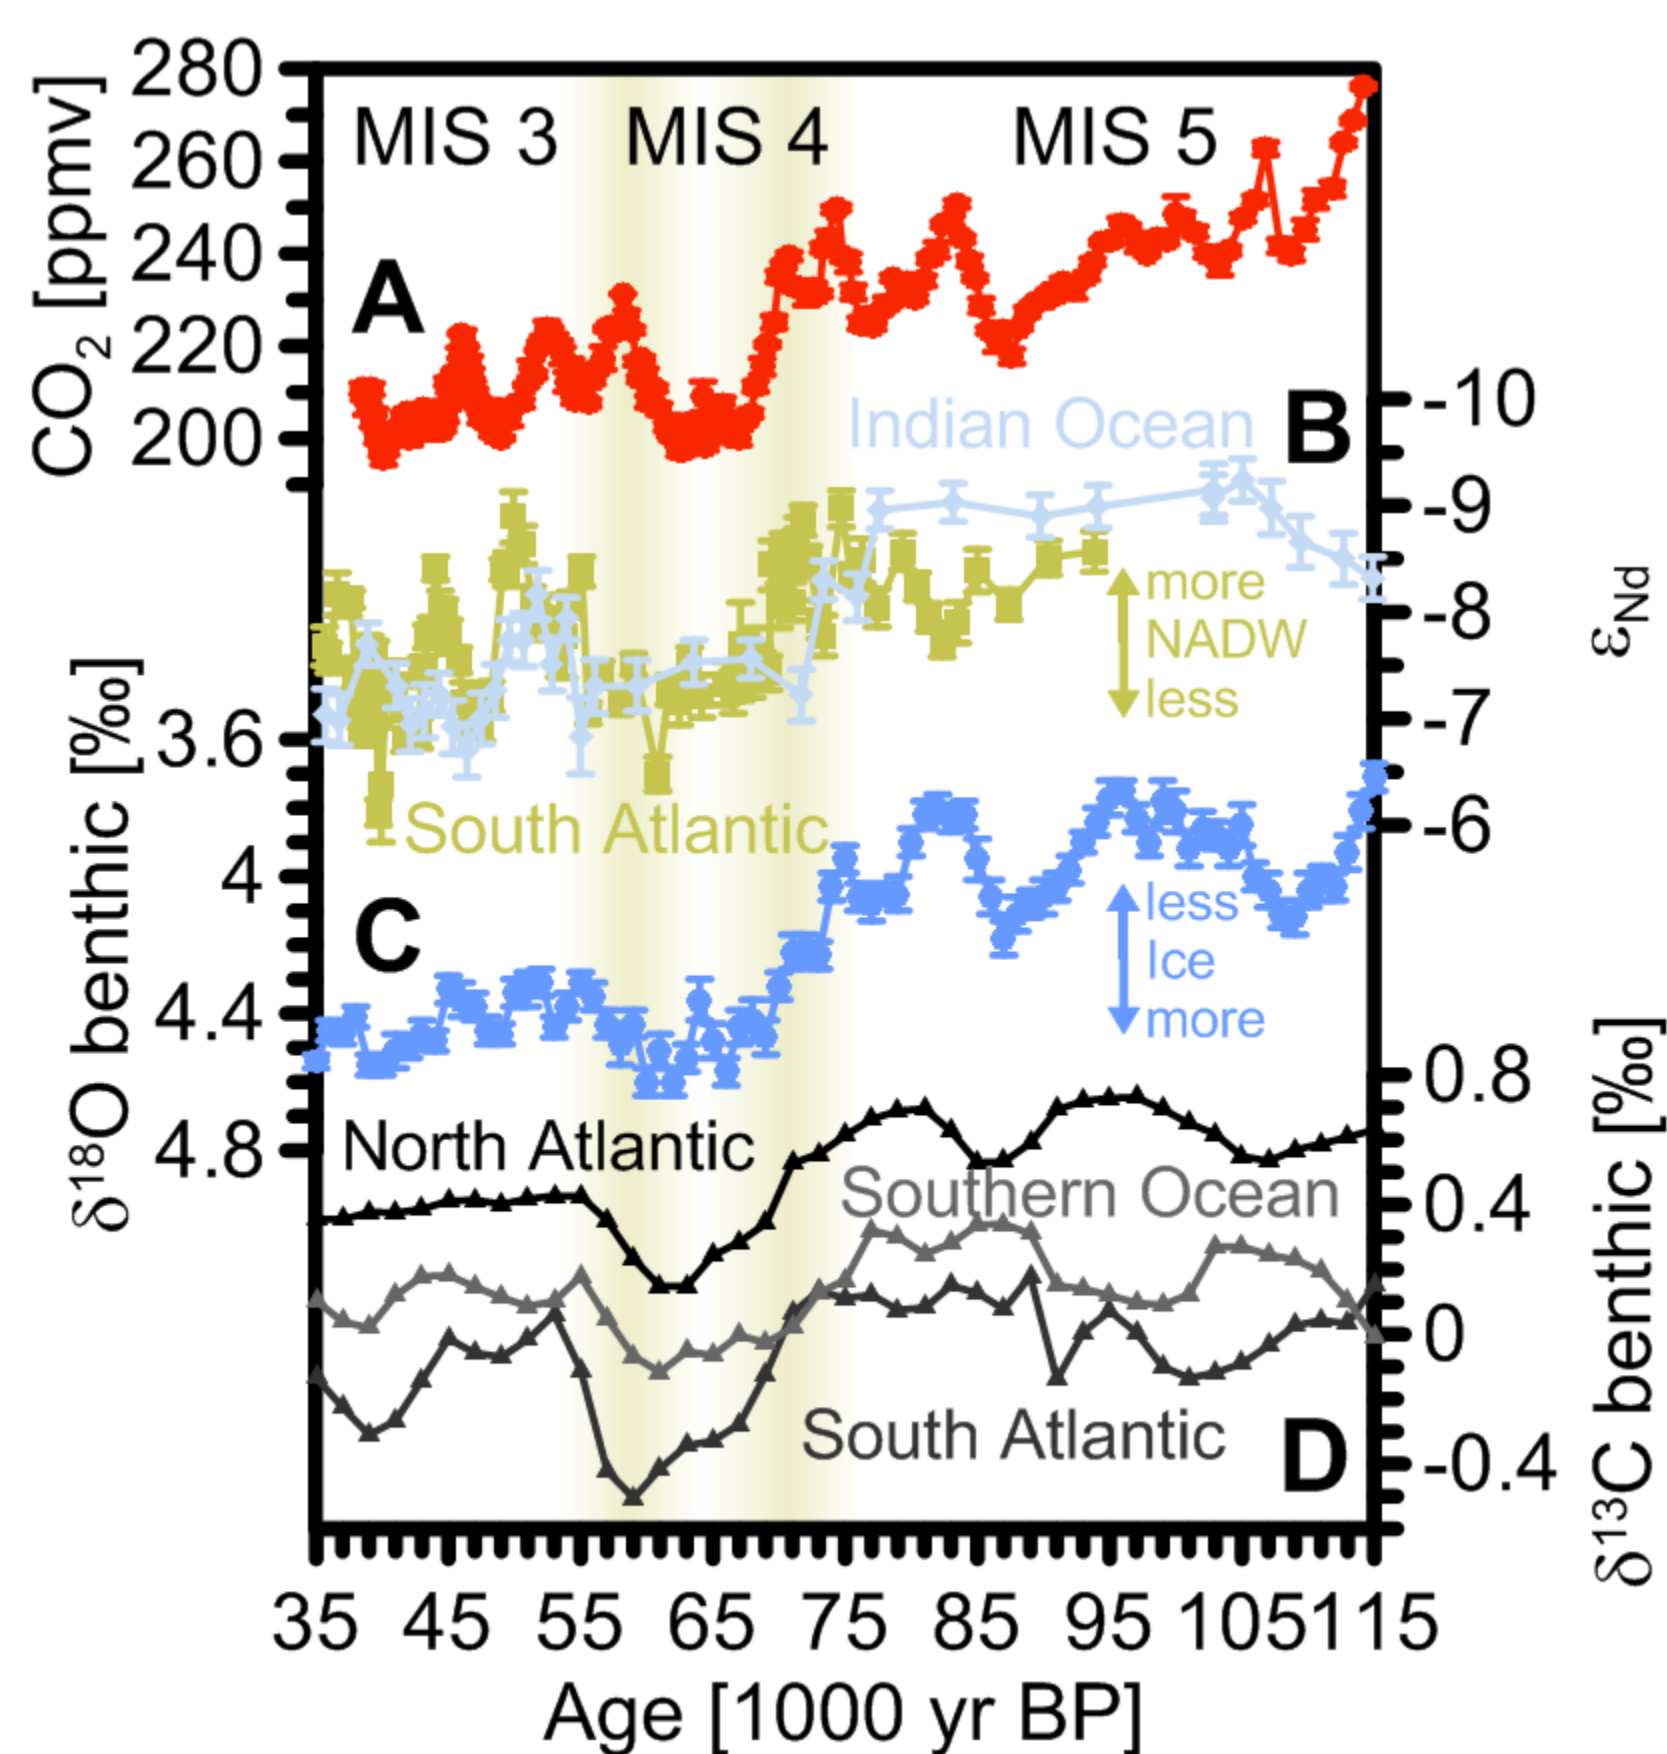 280
260
240
220
200
CO2 [ppmv]
MIS 3 MIS 4 MIS 5
A
Indian Ocean
B
-10
-9
-8
-7
-6
εNd
more
NADW
less
South Atlantic
3.6
4
4.4
4.8
δ18O benthic [‰]
C
less
Ice
more
North Atlantic
Southern Ocean
South Atlantic
D
0.8
0.4
0
-0.4
δ13C benthic [‰]
35 45 55 65 75 85 95 105 115
Age [1000 yr BP]